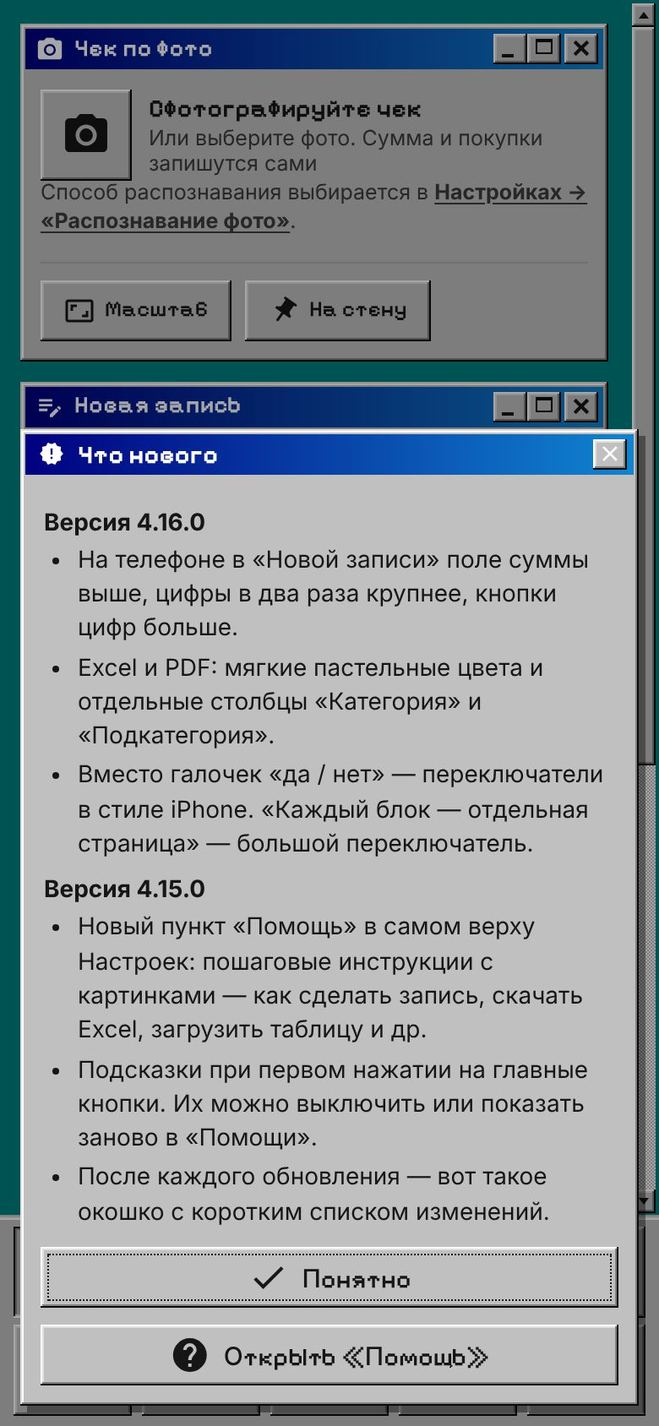 Чек по фото
Сфотографируйте чек
Или выберите фото. Сумма и покупки
запишутся сами
Способ распознавания выбирается в Настройках →
«Распознавание фото».
Масштаб
На стену
Новая запись
Что нового
Версия 4.16.0
• На телефоне в «Новой записи» поле суммы
выше, цифры в два раза крупнее, кнопки
цифр больше.
• Excel и PDF: мягкие пастельные цвета и
отдельные столбцы «Категория» и
«Подкатегория».
• Вместо галочек «да / нет» — переключатели
в стиле iPhone. «Каждый блок — отдельная
страница» — большой переключатель.
Версия 4.15.0
• Новый пункт «Помощь» в самом верху
Настроек: пошаговые инструкции с
картинками — как сделать запись, скачать
Excel, загрузить таблицу и др.
• Подсказки при первом нажатии на главные
кнопки. Их можно выключить или показать
заново в «Помощи».
• После каждого обновления — вот такое
окошко с коротким списком изменений.
Понятно
Открыть «Помощь»